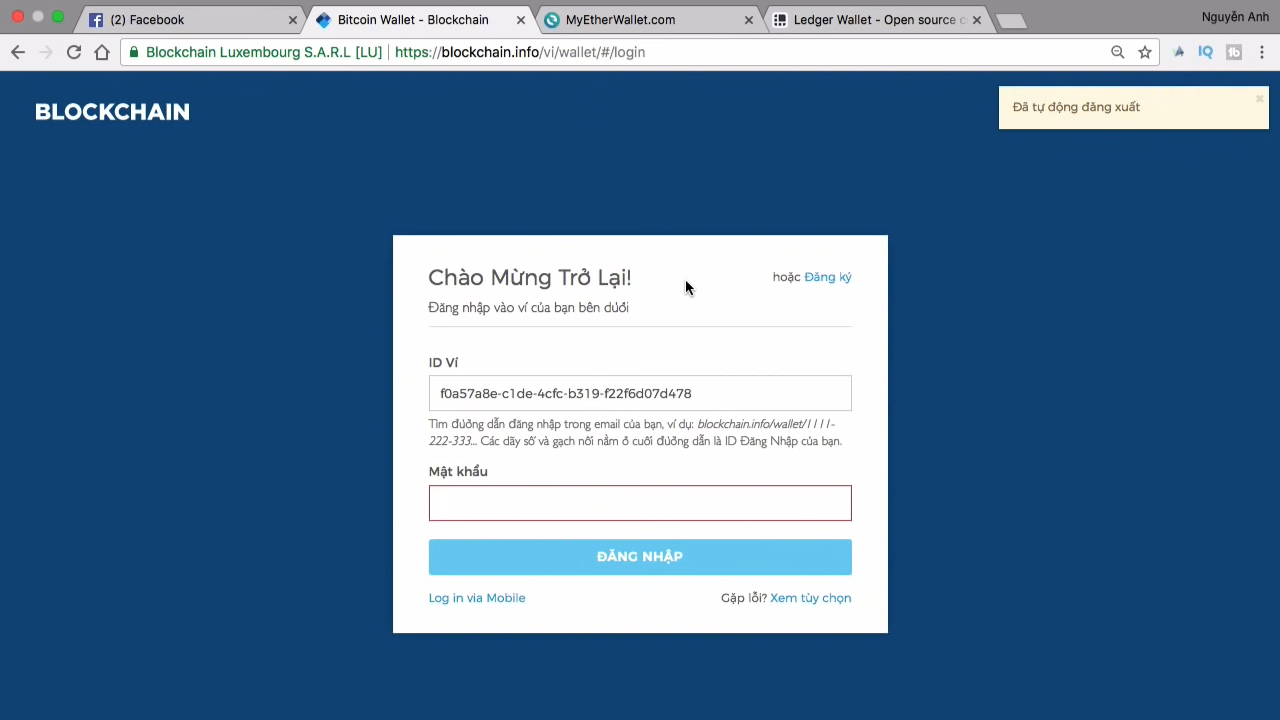 (2) Facebook
Bitcoin Wallet - Blockchain
MyEtherWallet.com
Ledger Wallet - Open source
Nguyễn Anh
Blockchain Luxembourg S.A.R.L [LU]
https://blockchain.info/vi/wallet/#/login
IQ
BLOCKCHAIN
Đã tự động đăng xuất
Chào Mừng Trở Lại!
hoặc Đăng ký
Đăng nhập vào ví của bạn bên dưới
ID Ví
f0a57a8e-c1de-4cfc-b319-f22f6d07d478
Tìm đường dẫn đăng nhập trong email của bạn, ví dụ: blockchain.info/wallet/1111-
222-333... Các dãy số và gạch nối nằm ở cuối đường dẫn là ID Đăng Nhập của bạn.
Mật khẩu
ĐĂNG NHẬP
Log in via Mobile
Gặp lỗi? Xem tùy chọn